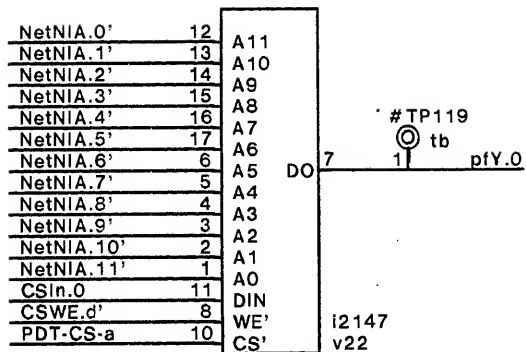 NetNIA.0' 12 A11
NetNIA.1' 13 A10
NetNIA.2' 14 A9
NetNIA.3' 15 A8
NetNIA.4' 16 A7
NetNIA.5' 17 A6
NetNIA.6' 6 A5
NetNIA.7' 5 A4
NetNIA.8' 4 A3
NetNIA.9' 3 A2
NetNIA.10' 2 A1
NetNIA.11' 1 A0
CSIn.0 11 DIN
CSWE.d' 8 WE'
PDT-CS-a 10 CS'
#TP119
tb
DO 7 1 pfY.0
i2147
v22